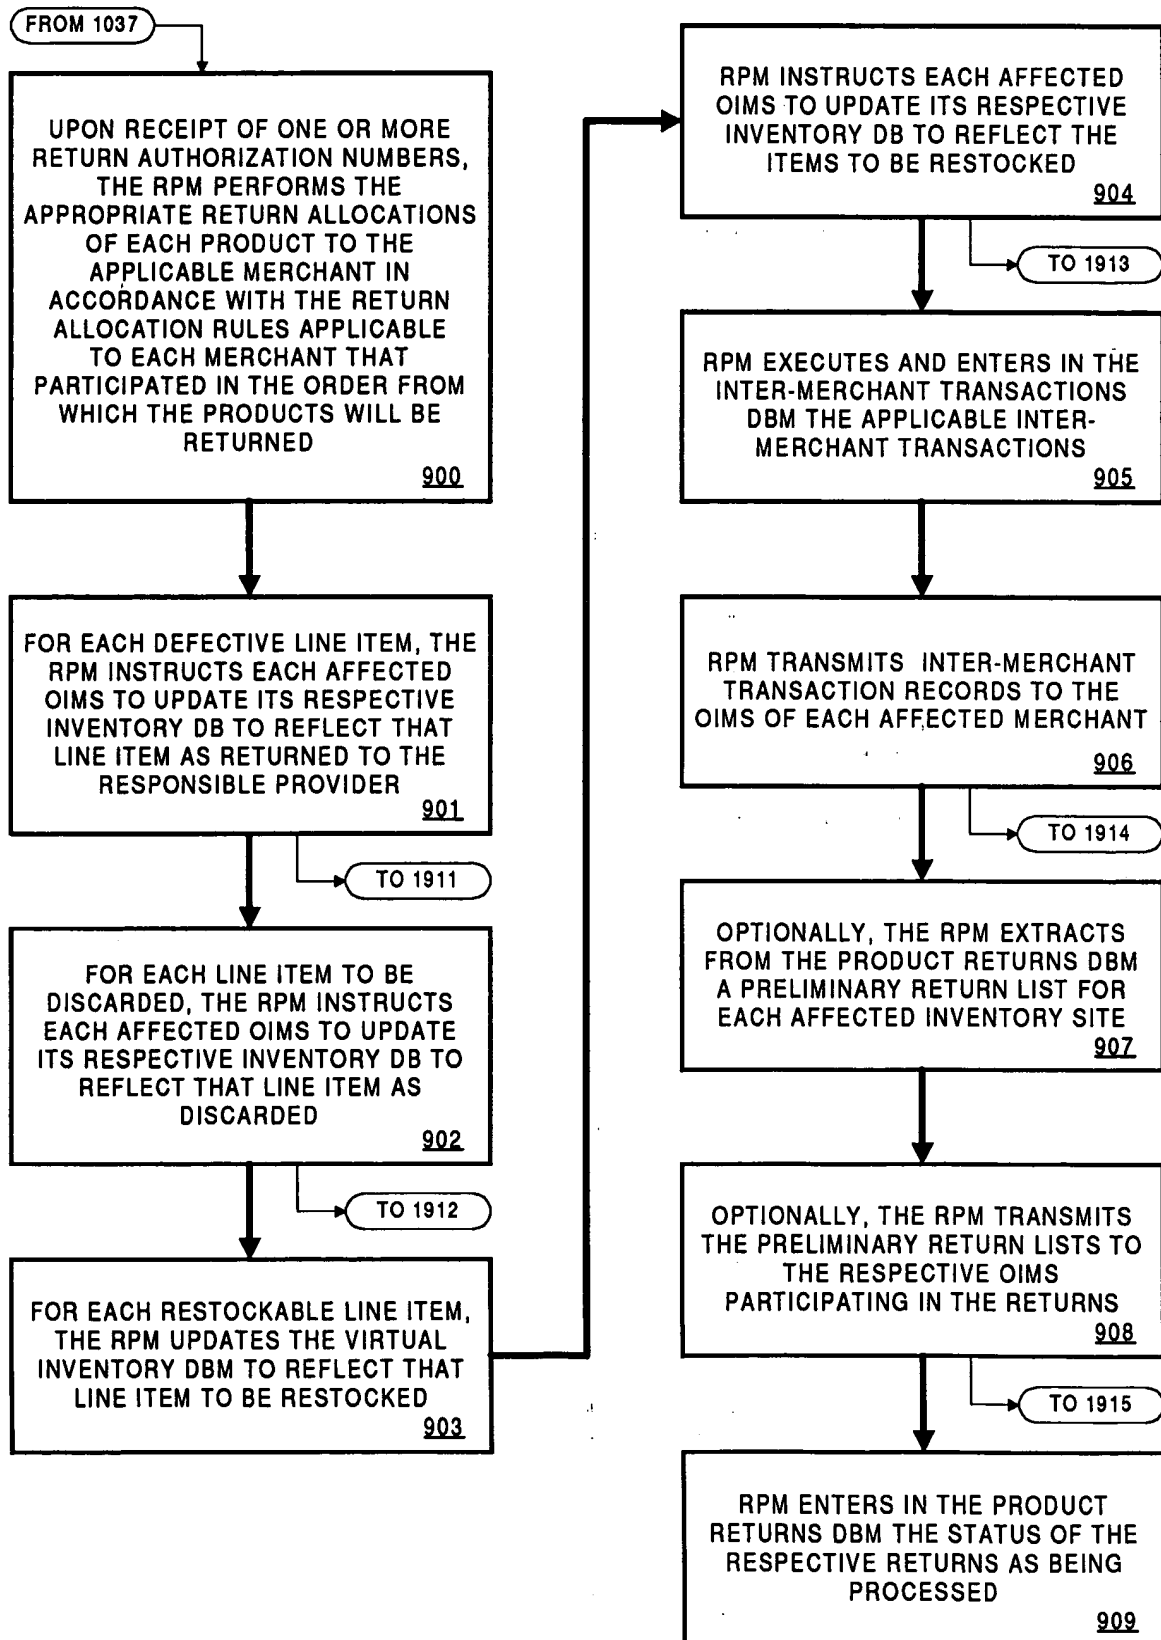 FROM 1037
UPON RECEIPT OF ONE OR MORE
RETURN AUTHORIZATION NUMBERS,
THE RPM PERFORMS THE
APPROPRIATE RETURN ALLOCATIONS
OF EACH PRODUCT TO THE
APPLICABLE MERCHANT IN
ACCORDANCE WITH THE RETURN
ALLOCATION RULES APPLICABLE
TO EACH MERCHANT THAT
PARTICIPATED IN THE ORDER FROM
WHICH THE PRODUCTS WILL BE
RETURNED
900
FOR EACH DEFECTIVE LINE ITEM, THE
RPM INSTRUCTS EACH AFFECTED
OIMS TO UPDATE ITS RESPECTIVE
INVENTORY DB TO REFLECT THAT
LINE ITEM AS RETURNED TO THE
RESPONSIBLE PROVIDER
901
TO 1911
FOR EACH LINE ITEM TO BE
DISCARDED, THE RPM INSTRUCTS
EACH AFFECTED OIMS TO UPDATE
ITS RESPECTIVE INVENTORY DB TO
REFLECT THAT LINE ITEM AS
DISCARDED
902
TO 1912
FOR EACH RESTOCKABLE LINE ITEM,
THE RPM UPDATES THE VIRTUAL
INVENTORY DBM TO REFLECT THAT
LINE ITEM TO BE RESTOCKED
903
RPM INSTRUCTS EACH AFFECTED
OIMS TO UPDATE ITS RESPECTIVE
INVENTORY DB TO REFLECT THE
ITEMS TO BE RESTOCKED
904
TO 1913
RPM EXECUTES AND ENTERS IN THE
INTER-MERCHANT TRANSACTIONS
DBM THE APPLICABLE INTER-
MERCHANT TRANSACTIONS
905
RPM TRANSMITS INTER-MERCHANT
TRANSACTION RECORDS TO THE
OIMS OF EACH AFFECTED MERCHANT
906
TO 1914
OPTIONALLY, THE RPM EXTRACTS
FROM THE PRODUCT RETURNS DBM
A PRELIMINARY RETURN LIST FOR
EACH AFFECTED INVENTORY SITE
907
OPTIONALLY, THE RPM TRANSMITS
THE PRELIMINARY RETURN LISTS TO
THE RESPECTIVE OIMS
PARTICIPATING IN THE RETURNS
908
TO 1915
RPM ENTERS IN THE PRODUCT
RETURNS DBM THE STATUS OF THE
RESPECTIVE RETURNS AS BEING
PROCESSED
909